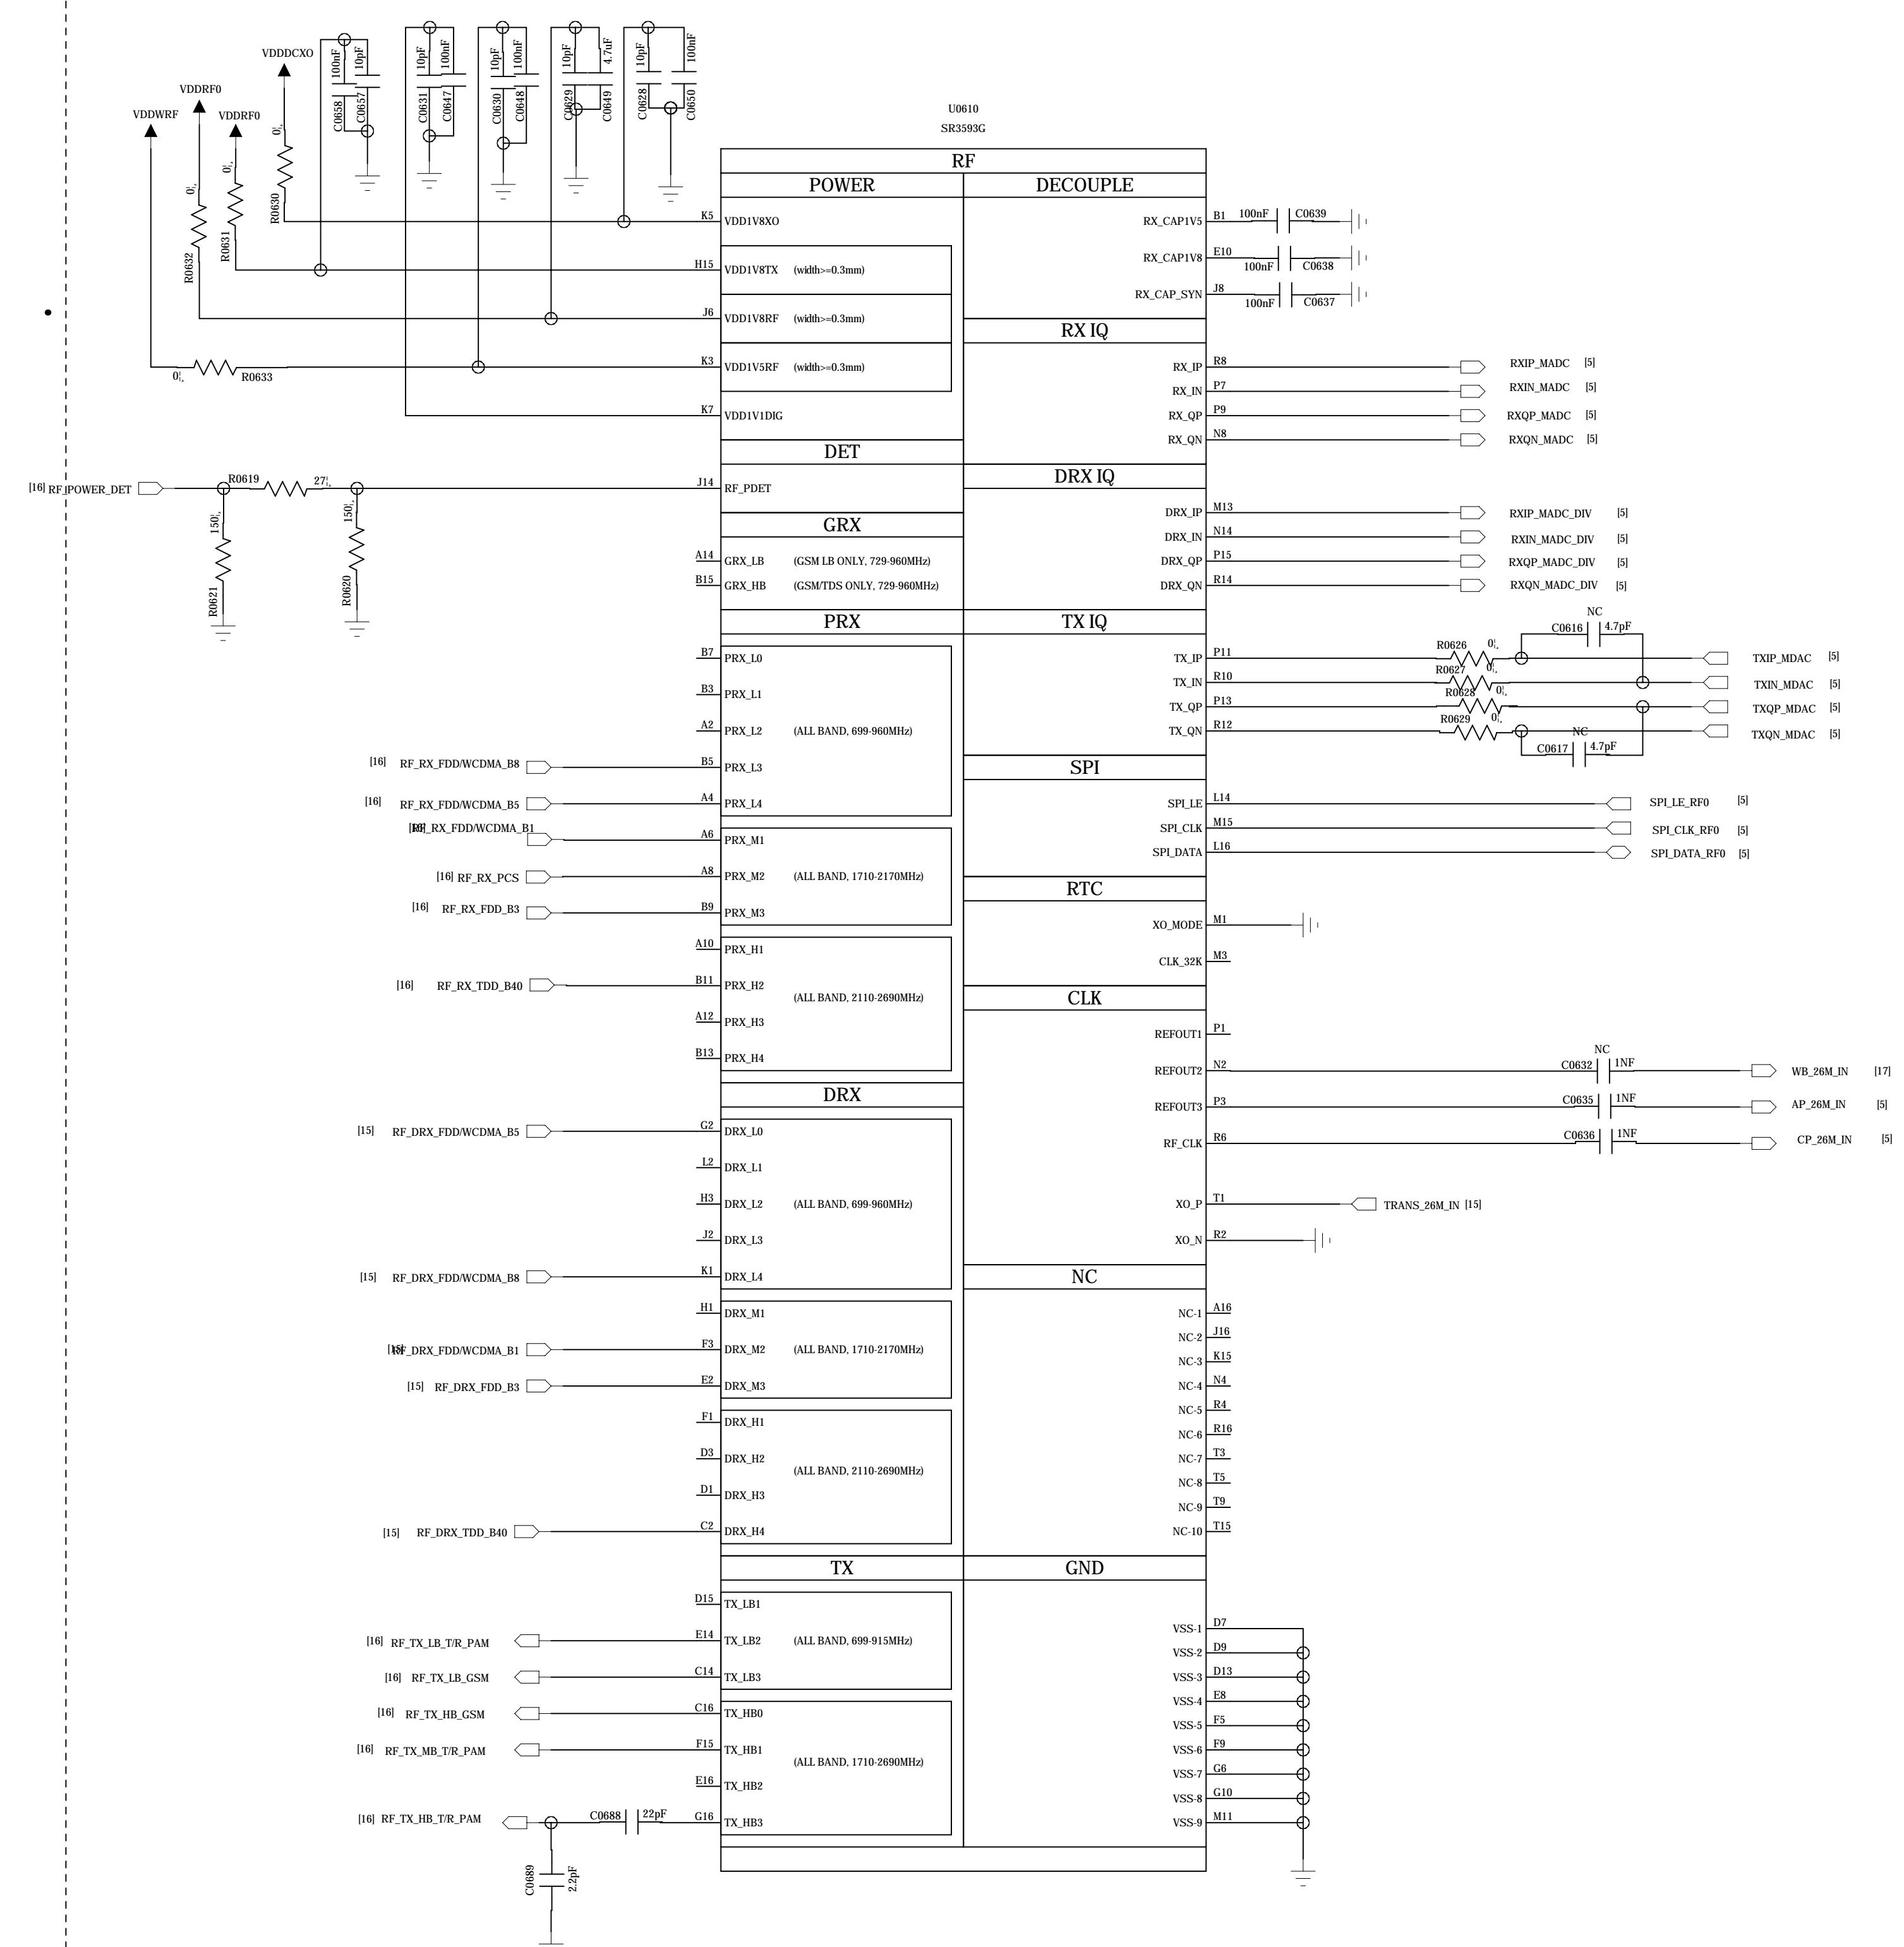 VDDDCXO
VDDRF0
VDDWRF
VDDRF0
100nF
10pF
C0658
C0657
10pF
100nF
C0631
C0647
10pF
100nF
C0630
C0648
10pF
4.7uF
C0629
C0649
10pF
100nF
C0628
C0650
R0630
R0631
R0632
R0633
U0610
SR3593G
RF
POWER
DECOUPLE
K5 VDD1V8XO
H15 VDD1V8TX (width>=0.3mm)
J6 VDD1V8RF (width>=0.3mm)
K3 VDD1V5RF (width>=0.3mm)
K7 VDD1V1DIG
RX_CAP1V5 B1 100nF C0639
RX_CAP1V8 E10 100nF C0638
RX_CAP_SYN J8 100nF C0637
RX IQ
RX_IP R8 RXIP_MADC [5]
RX_IN P7 RXIN_MADC [5]
RX_QP P9 RXQP_MADC [5]
RX_QN N8 RXQN_MADC [5]
DET
[16] RF_POWER_DET R0619 J14 RF_PDET
R0621
R0620
DRX IQ
DRX_IP M13 RXIP_MADC_DIV [5]
DRX_IN N14 RXIN_MADC_DIV [5]
DRX_QP P15 RXQP_MADC_DIV [5]
DRX_QN R14 RXQN_MADC_DIV [5]
GRX
A14 GRX_LB (GSM LB ONLY, 729-960MHz)
B15 GRX_HB (GSM/TDS ONLY, 729-960MHz)
PRX
TX IQ
NC
C0616 4.7pF
TX_IP P11 R0626 TXIP_MDAC [5]
TX_IN R10 R0627 TXIN_MDAC [5]
TX_QP P13 R0628 TXQP_MDAC [5]
TX_QN R12 R0629 TXQN_MDAC [5]
NC
C0617 4.7pF
B7 PRX_L0
B3 PRX_L1
A2 PRX_L2 (ALL BAND, 699-960MHz)
[16] RF_RX_FDD/WCDMA_B8 B5 PRX_L3
[16] RF_RX_FDD/WCDMA_B5 A4 PRX_L4
RF_RX_FDD/WCDMA_B1 A6 PRX_M1
[16] RF_RX_PCS A8 PRX_M2 (ALL BAND, 1710-2170MHz)
[16] RF_RX_FDD_B3 B9 PRX_M3
A10 PRX_H1
[16] RF_RX_TDD_B40 B11 PRX_H2
(ALL BAND, 2110-2690MHz)
A12 PRX_H3
B13 PRX_H4
SPI
SPI_LE L14 SPI_LE_RF0 [5]
SPI_CLK M15 SPI_CLK_RF0 [5]
SPI_DATA L16 SPI_DATA_RF0 [5]
RTC
XO_MODE M1
CLK_32K M3
CLK
REFOUT1 P1
NC
REFOUT2 N2 C0632 1NF WB_26M_IN [17]
REFOUT3 P3 C0635 1NF AP_26M_IN [5]
RF_CLK R6 C0636 1NF CP_26M_IN [5]
XO_P T1 TRANS_26M_IN [15]
XO_N R2
DRX
[15] RF_DRX_FDD/WCDMA_B5 G2 DRX_L0
L2 DRX_L1
H3 DRX_L2 (ALL BAND, 699-960MHz)
J2 DRX_L3
[15] RF_DRX_FDD/WCDMA_B8 K1 DRX_L4
H1 DRX_M1
RF_DRX_FDD/WCDMA_B1 F3 DRX_M2 (ALL BAND, 1710-2170MHz)
[15] RF_DRX_FDD_B3 E2 DRX_M3
F1 DRX_H1
D3 DRX_H2
(ALL BAND, 2110-2690MHz)
D1 DRX_H3
[15] RF_DRX_TDD_B40 C2 DRX_H4
NC
NC-1 A16
NC-2 J16
NC-3 K15
NC-4 N4
NC-5 R4
NC-6 R16
NC-7 T3
NC-8 T5
NC-9 T9
NC-10 T15
TX
D15 TX_LB1
[16] RF_TX_LB_T/R_PAM E14 TX_LB2 (ALL BAND, 699-915MHz)
[16] RF_TX_LB_GSM C14 TX_LB3
[16] RF_TX_HB_GSM C16 TX_HB0
[16] RF_TX_MB_T/R_PAM F15 TX_HB1
(ALL BAND, 1710-2690MHz)
E16 TX_HB2
[16] RF_TX_HB_T/R_PAM C0688 22pF G16 TX_HB3
C0689
2.2pF
GND
VSS-1 D7
VSS-2 D9
VSS-3 D13
VSS-4 E8
VSS-5 F5
VSS-6 F9
VSS-7 G6
VSS-8 G10
VSS-9 M11